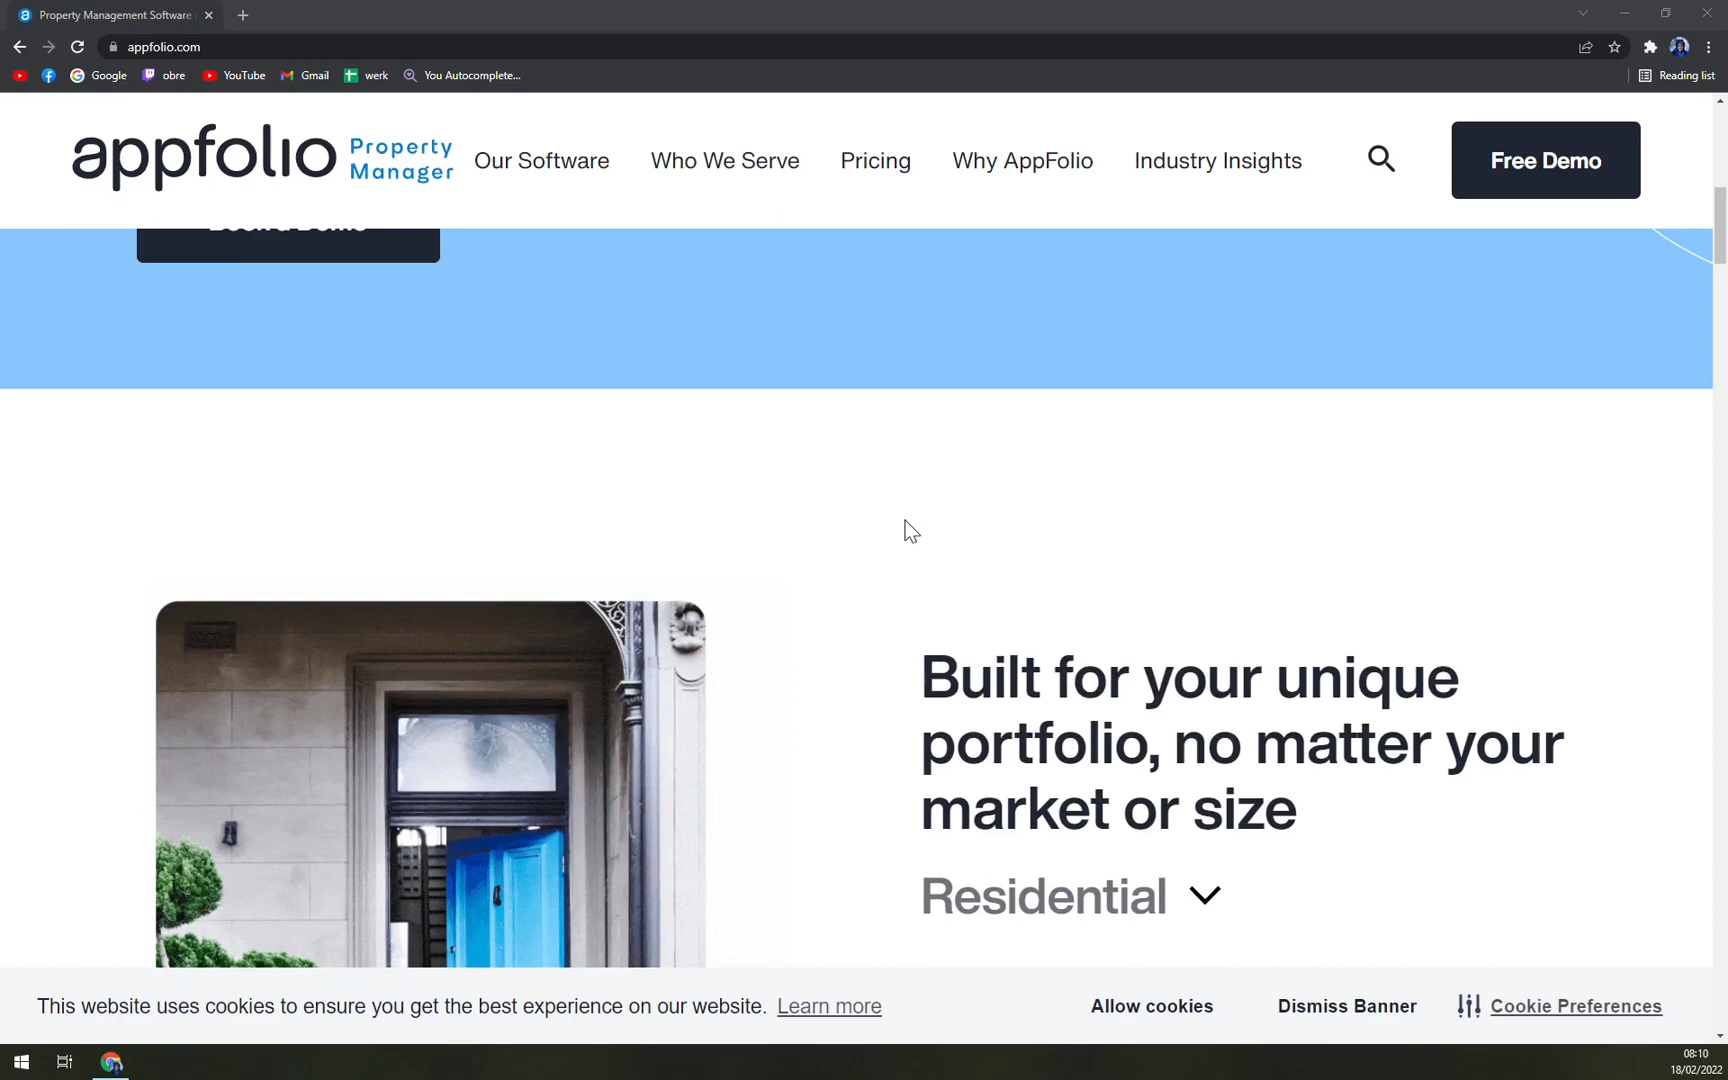 Property Management Software
appfolio.com
Google
obre
YouTube
Gmail
werk
You Autocomplete...
Reading list
appfolio Property Manager
Our Software
Who We Serve
Pricing
Why AppFolio
Industry Insights
Free Demo
Built for your unique
portfolio, no matter your
market or size
Residential
This website uses cookies to ensure you get the best experience on our website. Learn more
Allow cookies
Dismiss Banner
Cookie Preferences
08:10
18/02/2022